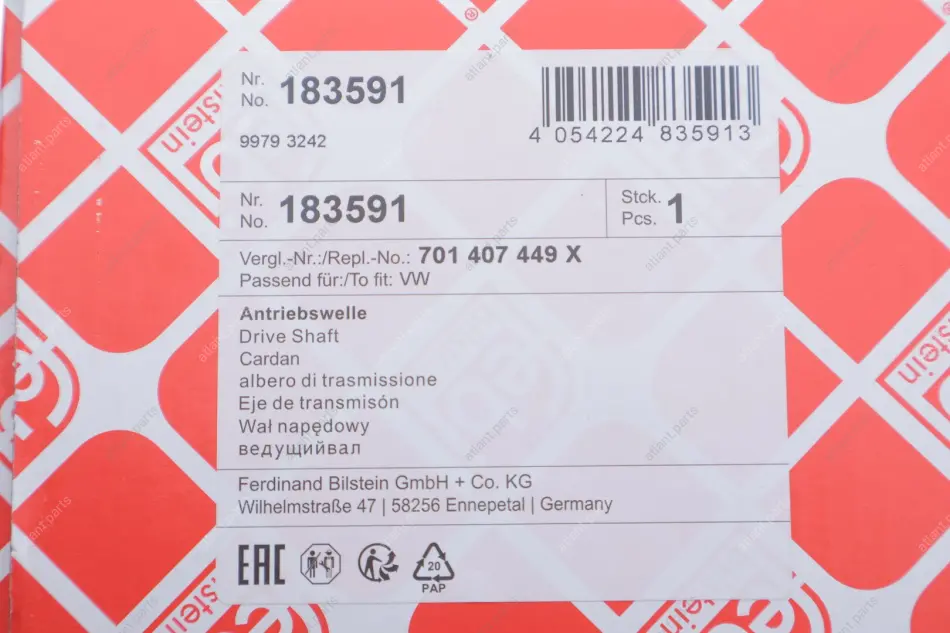 Nr.
No. 183591
9979 3242
4 054224 835913
Nr.
No. 183591
Stck.
Pcs. 1
Vergl.-Nr.:/Repl.-No.: 701 407 449 X
Passend für:/To fit: VW
Antriebswelle
Drive Shaft
Cardan
albero di trasmissione
Eje de transmisón
Wał napędowy
ведущийвал
Ferdinand Bilstein GmbH + Co. KG
Wilhelmstraße 47 | 58256 Ennepetal | Germany
EAC
20
PAP
atlant.parts